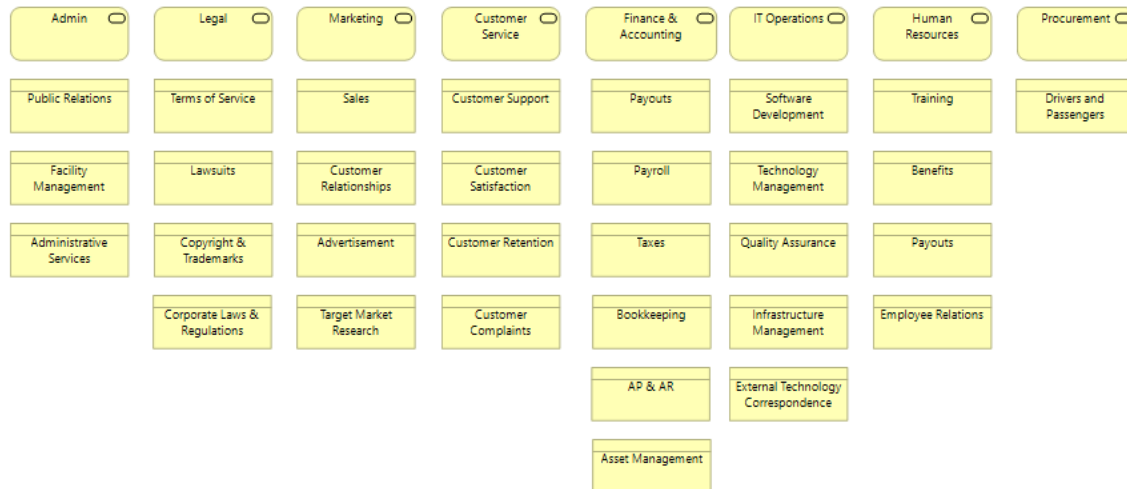 Admin
Legal
Marketing
Customer
Service
Finance &
Accounting
IT Operations
Human
Resources
Procurement
Public Relations
Terms of Service
Sales
Customer Support
Payouts
Software
Development
Training
Drivers and
Passengers
Facility
Management
Lawsuits
Customer
Relationships
Customer
Satisfaction
Payroll
Technology
Management
Benefits
Administrative
Services
Copyright &
Trademarks
Advertisement
Customer Retention
Taxes
Quality Assurance
Payouts
Corporate Laws &
Regulations
Target Market
Research
Customer
Complaints
Bookkeeping
Infrastructure
Management
Employee Relations
AP & AR
External Technology
Correspondence
Asset Management